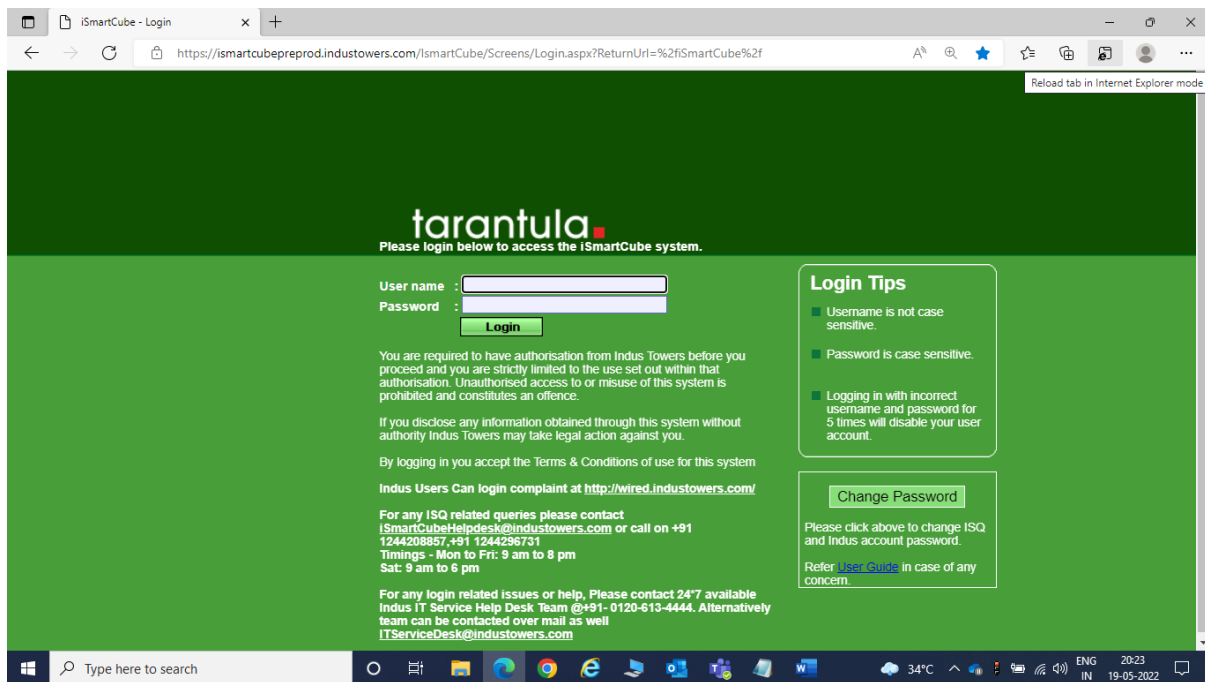 iSmartCube - Login
https://ismartcubepreprod.industowers.com/IsmartCube/Screens/Login.aspx?ReturnUrl=%2fiSmartCube%2f
Reload tab in Internet Explorer mode
tarantula
Please login below to access the iSmartCube system.
User name :
Password :
Login
You are required to have authorisation from Indus Towers before you
proceed and you are strictly limited to the use set out within that
authorisation. Unauthorised access to or misuse of this system is
prohibited and constitutes an offence.
If you disclose any information obtained through this system without
authority Indus Towers may take legal action against you.
By logging in you accept the Terms & Conditions of use for this system
Indus Users Can login complaint at http://wired.industowers.com/
For any ISQ related queries please contact
iSmartCubeHelpdesk@industowers.com or call on +91
1244208857,+91 1244296731
Timings - Mon to Fri: 9 am to 8 pm
Sat: 9 am to 6 pm
For any login related issues or help, Please contact 24*7 available
Indus IT Service Help Desk Team @+91- 0120-613-4444. Alternatively
team can be contacted over mail as well
ITServiceDesk@industowers.com
Login Tips
Username is not case
sensitive.
Password is case sensitive.
Logging in with incorrect
username and password for
5 times will disable your user
account.
Change Password
Please click above to change ISQ
and Indus account password.
Refer User Guide in case of any
concern.
Type here to search
34°C
ENG
IN
20:23
19-05-2022